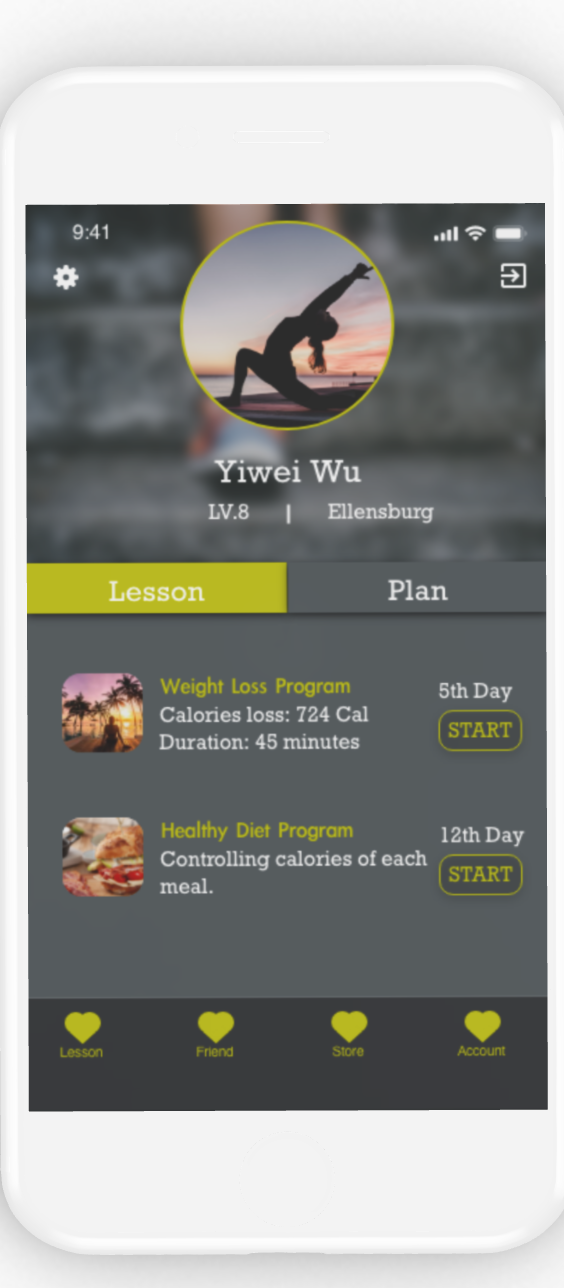 9:41
Yiwei Wu
LV.8 | Ellensburg
Lesson Plan
Weight Loss Program
Calories loss: 724 Cal
Duration: 45 minutes
5th Day
START
Healthy Diet Program
Controlling calories of each
meal.
12th Day
START
Lesson Friend Store Account